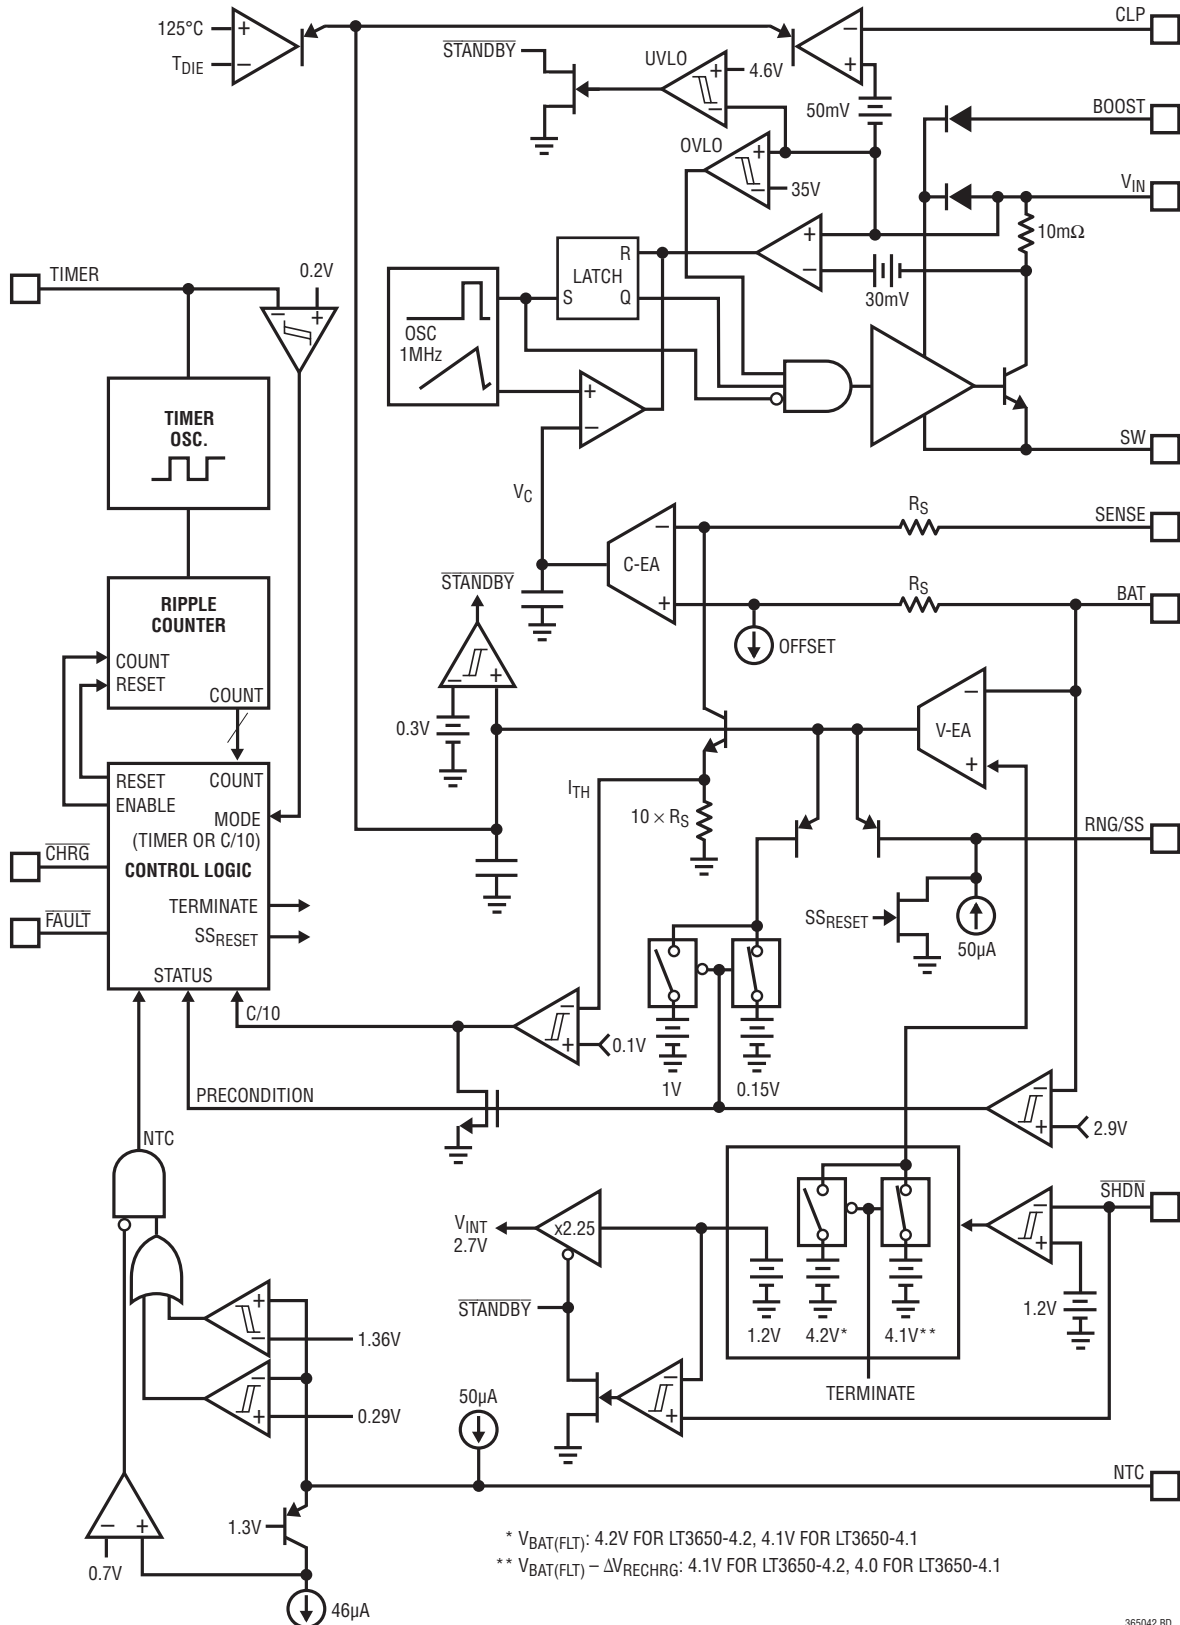 125°C
+
TDIE
−
STANDBY
UVLO
+
4.6V
−
−
+
CLP
50mV
BOOST
OVLO
+
−
35V
VIN
10mΩ
+
−
30mV
R
LATCH
S
Q
TIMER
0.2V
−
+
OSC
1MHz
+
−
TIMER
OSC.
SW
VC
−
C-EA
+
RS
SENSE
RS
BAT
OFFSET
STANDBY
−
+
0.3V
RIPPLE
COUNTER
COUNT
RESET
COUNT
−
V-EA
+
ITH
10 × RS
RNG/SS
RESET
COUNT
ENABLE
MODE
(TIMER OR C/10)
CHRG
CONTROL LOGIC
TERMINATE
FAULT
SSRESET
STATUS
SSRESET
50µA
C/10
−
+
0.1V
1V
0.15V
PRECONDITION
−
+
2.9V
NTC
VINT
2.7V
x2.25
STANDBY
1.2V
4.2V*
4.1V**
TERMINATE
SHDN
−
+
1.2V
+
−
1.36V
−
+
0.29V
−
+
50µA
NTC
−
+
1.3V
0.7V
46µA
* VBAT(FLT): 4.2V FOR LT3650-4.2, 4.1V FOR LT3650-4.1
** VBAT(FLT) − ΔVRECHRG: 4.1V FOR LT3650-4.2, 4.0 FOR LT3650-4.1
365042 BD